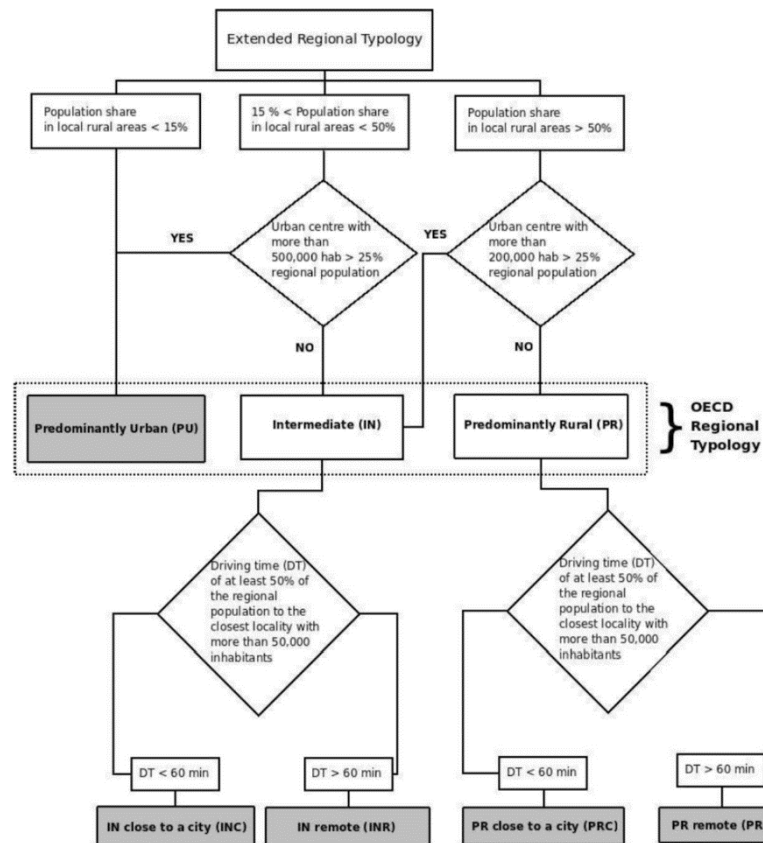 Extended Regional Typology
Population share
in local rural areas < 15%
15 % < Population share
in local rural areas < 50%
Population share
in local rural areas > 50%
YES
Urban centre with
more than
500,000 hab > 25%
regional population
YES
Urban centre with
more than
200,000 hab > 25%
regional population
NO
NO
Predominantly Urban (PU)
Intermediate (IN)
Predominantly Rural (PR)
OECD
Regional
Typology
Driving time (DT)
of at least 50% of
the regional
population to the
closest locality with
more than 50,000
inhabitants
Driving time (DT)
of at least 50% of
the regional
population to the
closest locality with
more than 50,000
inhabitants
DT < 60 min
DT > 60 min
DT < 60 min
DT > 60 min
IN close to a city (INC)
IN remote (INR)
PR close to a city (PRC)
PR remote (PR